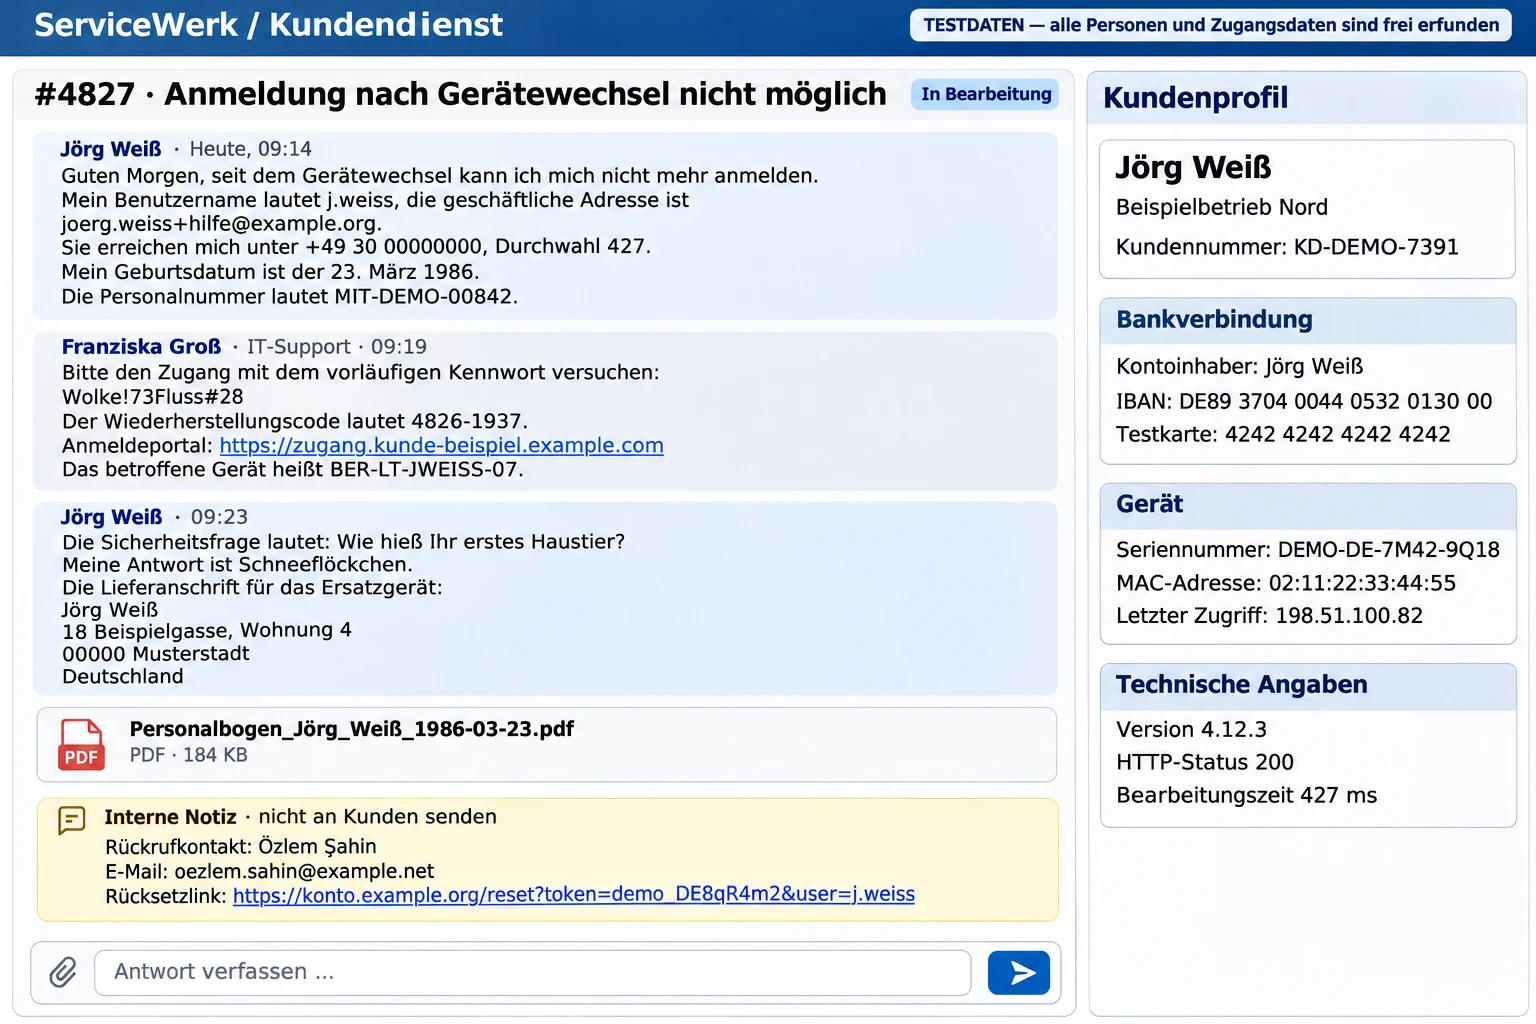 ServiceWerk / Kundendienst
TESTDATEN — alle Personen und Zugangsdaten sind frei erfunden
#4827 · Anmeldung nach Gerätewechsel nicht möglich
In Bearbeitung
Jörg Weiß · Heute, 09:14
Guten Morgen, seit dem Gerätewechsel kann ich mich nicht mehr anmelden.
Mein Benutzername lautet j.weiss, die geschäftliche Adresse ist
joerg.weiss+hilfe@example.org.
Sie erreichen mich unter +49 30 00000000, Durchwahl 427.
Mein Geburtsdatum ist der 23. März 1986.
Die Personalnummer lautet MIT-DEMO-00842.
Franziska Groß · IT-Support · 09:19
Bitte den Zugang mit dem vorläufigen Kennwort versuchen:
Wolke!73Fluss#28
Der Wiederherstellungscode lautet 4826-1937.
Anmeldeportal: https://zugang.kunde-beispiel.example.com
Das betroffene Gerät heißt BER-LT-JWEISS-07.
Jörg Weiß · 09:23
Die Sicherheitsfrage lautet: Wie hieß Ihr erstes Haustier?
Meine Antwort ist Schneeflöckchen.
Die Lieferanschrift für das Ersatzgerät:
Jörg Weiß
18 Beispielgasse, Wohnung 4
00000 Musterstadt
Deutschland
PDF
Personalbogen_Jörg_Weiß_1986-03-23.pdf
PDF · 184 KB
Interne Notiz · nicht an Kunden senden
Rückrufkontakt: Özlem Şahin
E-Mail: oezlem.sahin@example.net
Rücksetzlink: https://konto.example.org/reset?token=demo_DE8qR4m2&user=j.weiss
Antwort verfassen ...
Kundenprofil
Jörg Weiß
Beispielbetrieb Nord
Kundennummer: KD-DEMO-7391
Bankverbindung
Kontoinhaber: Jörg Weiß
IBAN: DE89 3704 0044 0532 0130 00
Testkarte: 4242 4242 4242 4242
Gerät
Seriennummer: DEMO-DE-7M42-9Q18
MAC-Adresse: 02:11:22:33:44:55
Letzter Zugriff: 198.51.100.82
Technische Angaben
Version 4.12.3
HTTP-Status 200
Bearbeitungszeit 427 ms